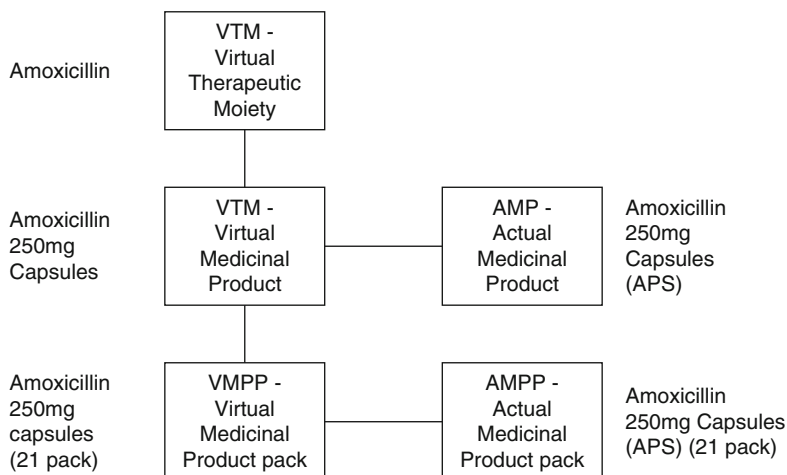 Amoxicillin
VTM -
Virtual
Therapeutic
Moiety
Amoxicillin
250mg
Capsules
VTM -
Virtual
Medicinal
Product
AMP -
Actual
Medicinal
Product
Amoxicillin
250mg
Capsules
(APS)
Amoxicillin
250mg
capsules
(21 pack)
VMPP -
Virtual
Medicinal
Product pack
AMPP -
Actual
Medicinal
Product pack
Amoxicillin
250mg Capsules
(APS) (21 pack)